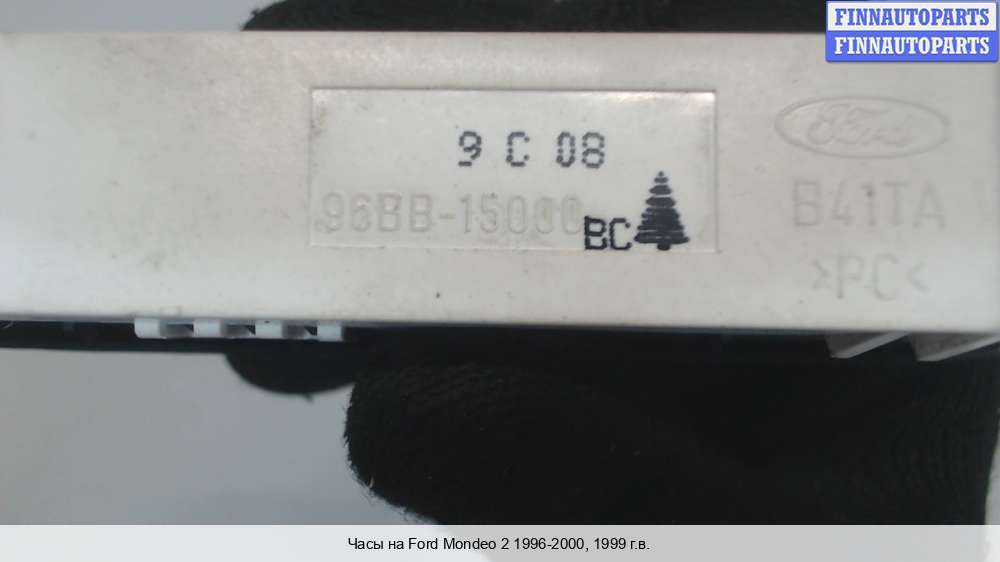 FINNAUTOPARTS
FINNAUTOPARTS
9 C 08
Ford
96BB-15000
BC
B41TA
>PC<
Часы на Ford Mondeo 2 1996-2000, 1999 г.в.